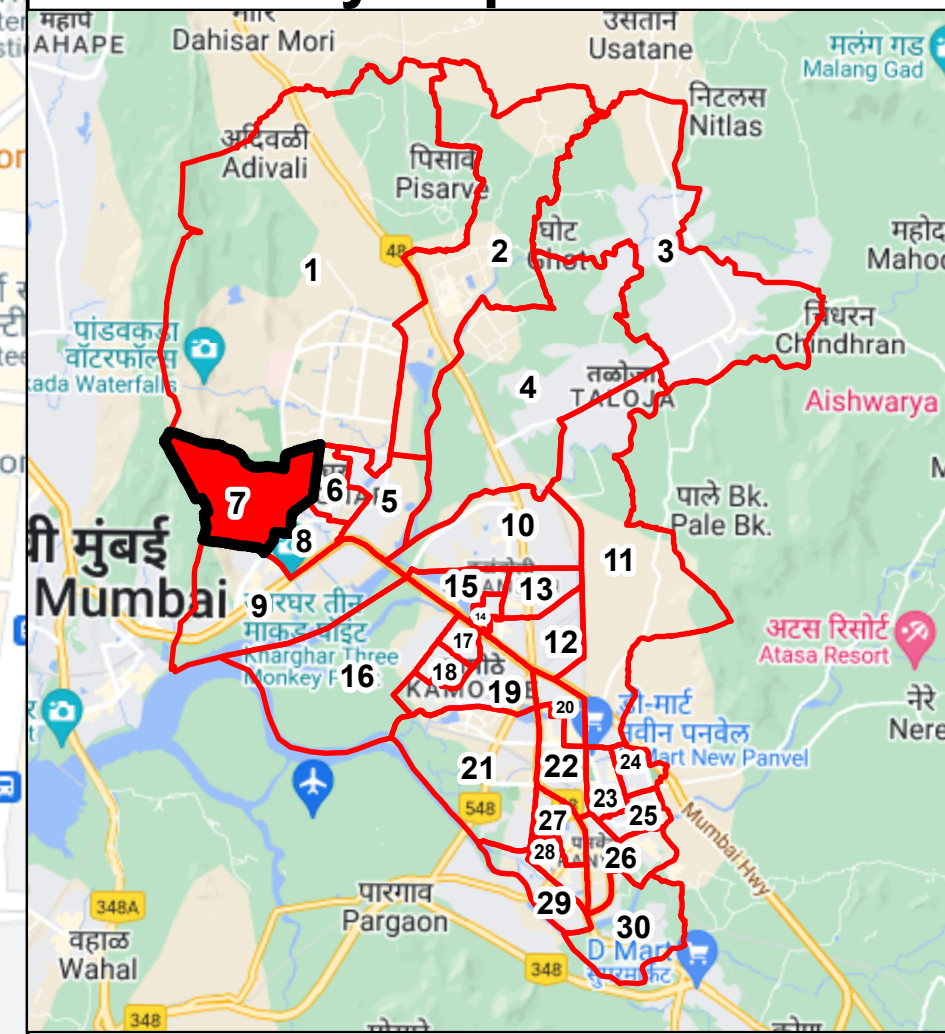 महापे
AHAPE
Dahisar Mori
उसतान
Usatane
मलंग गड
Malang Gad
निटलस
Nitlas
अदिवळी
Adivali
पिसावे
Pisarve
घोट
Ghot
48
1
2
3
महोद
Mahoc
पांडवकडा
वॉटरफॉल्स
kada Waterfalls
चिंधरन
Chindhran
4
तळोजा
TALOJA
Aishwarya
7
6
5
8
10
11
पाले Bk.
Pale Bk.
वी मुंबई
Mumbai
9
15
13
14
12
17
18
19
16
KAMO
खारघर तीन
माकड पॉइंट
Kharghar Three
Monkey P
अटस रिसोर्ट
Atasa Resort
20
डी-मार्ट
नवीन पनवेल
Mart New Panvel
नेरे
Nere
21
22
23
24
25
26
27
28
29
30
548
Mumbai Hwy
348A
पारगाव
Pargaon
वहाळ
Wahal
D Mart
सुपरमार्केट
348
348